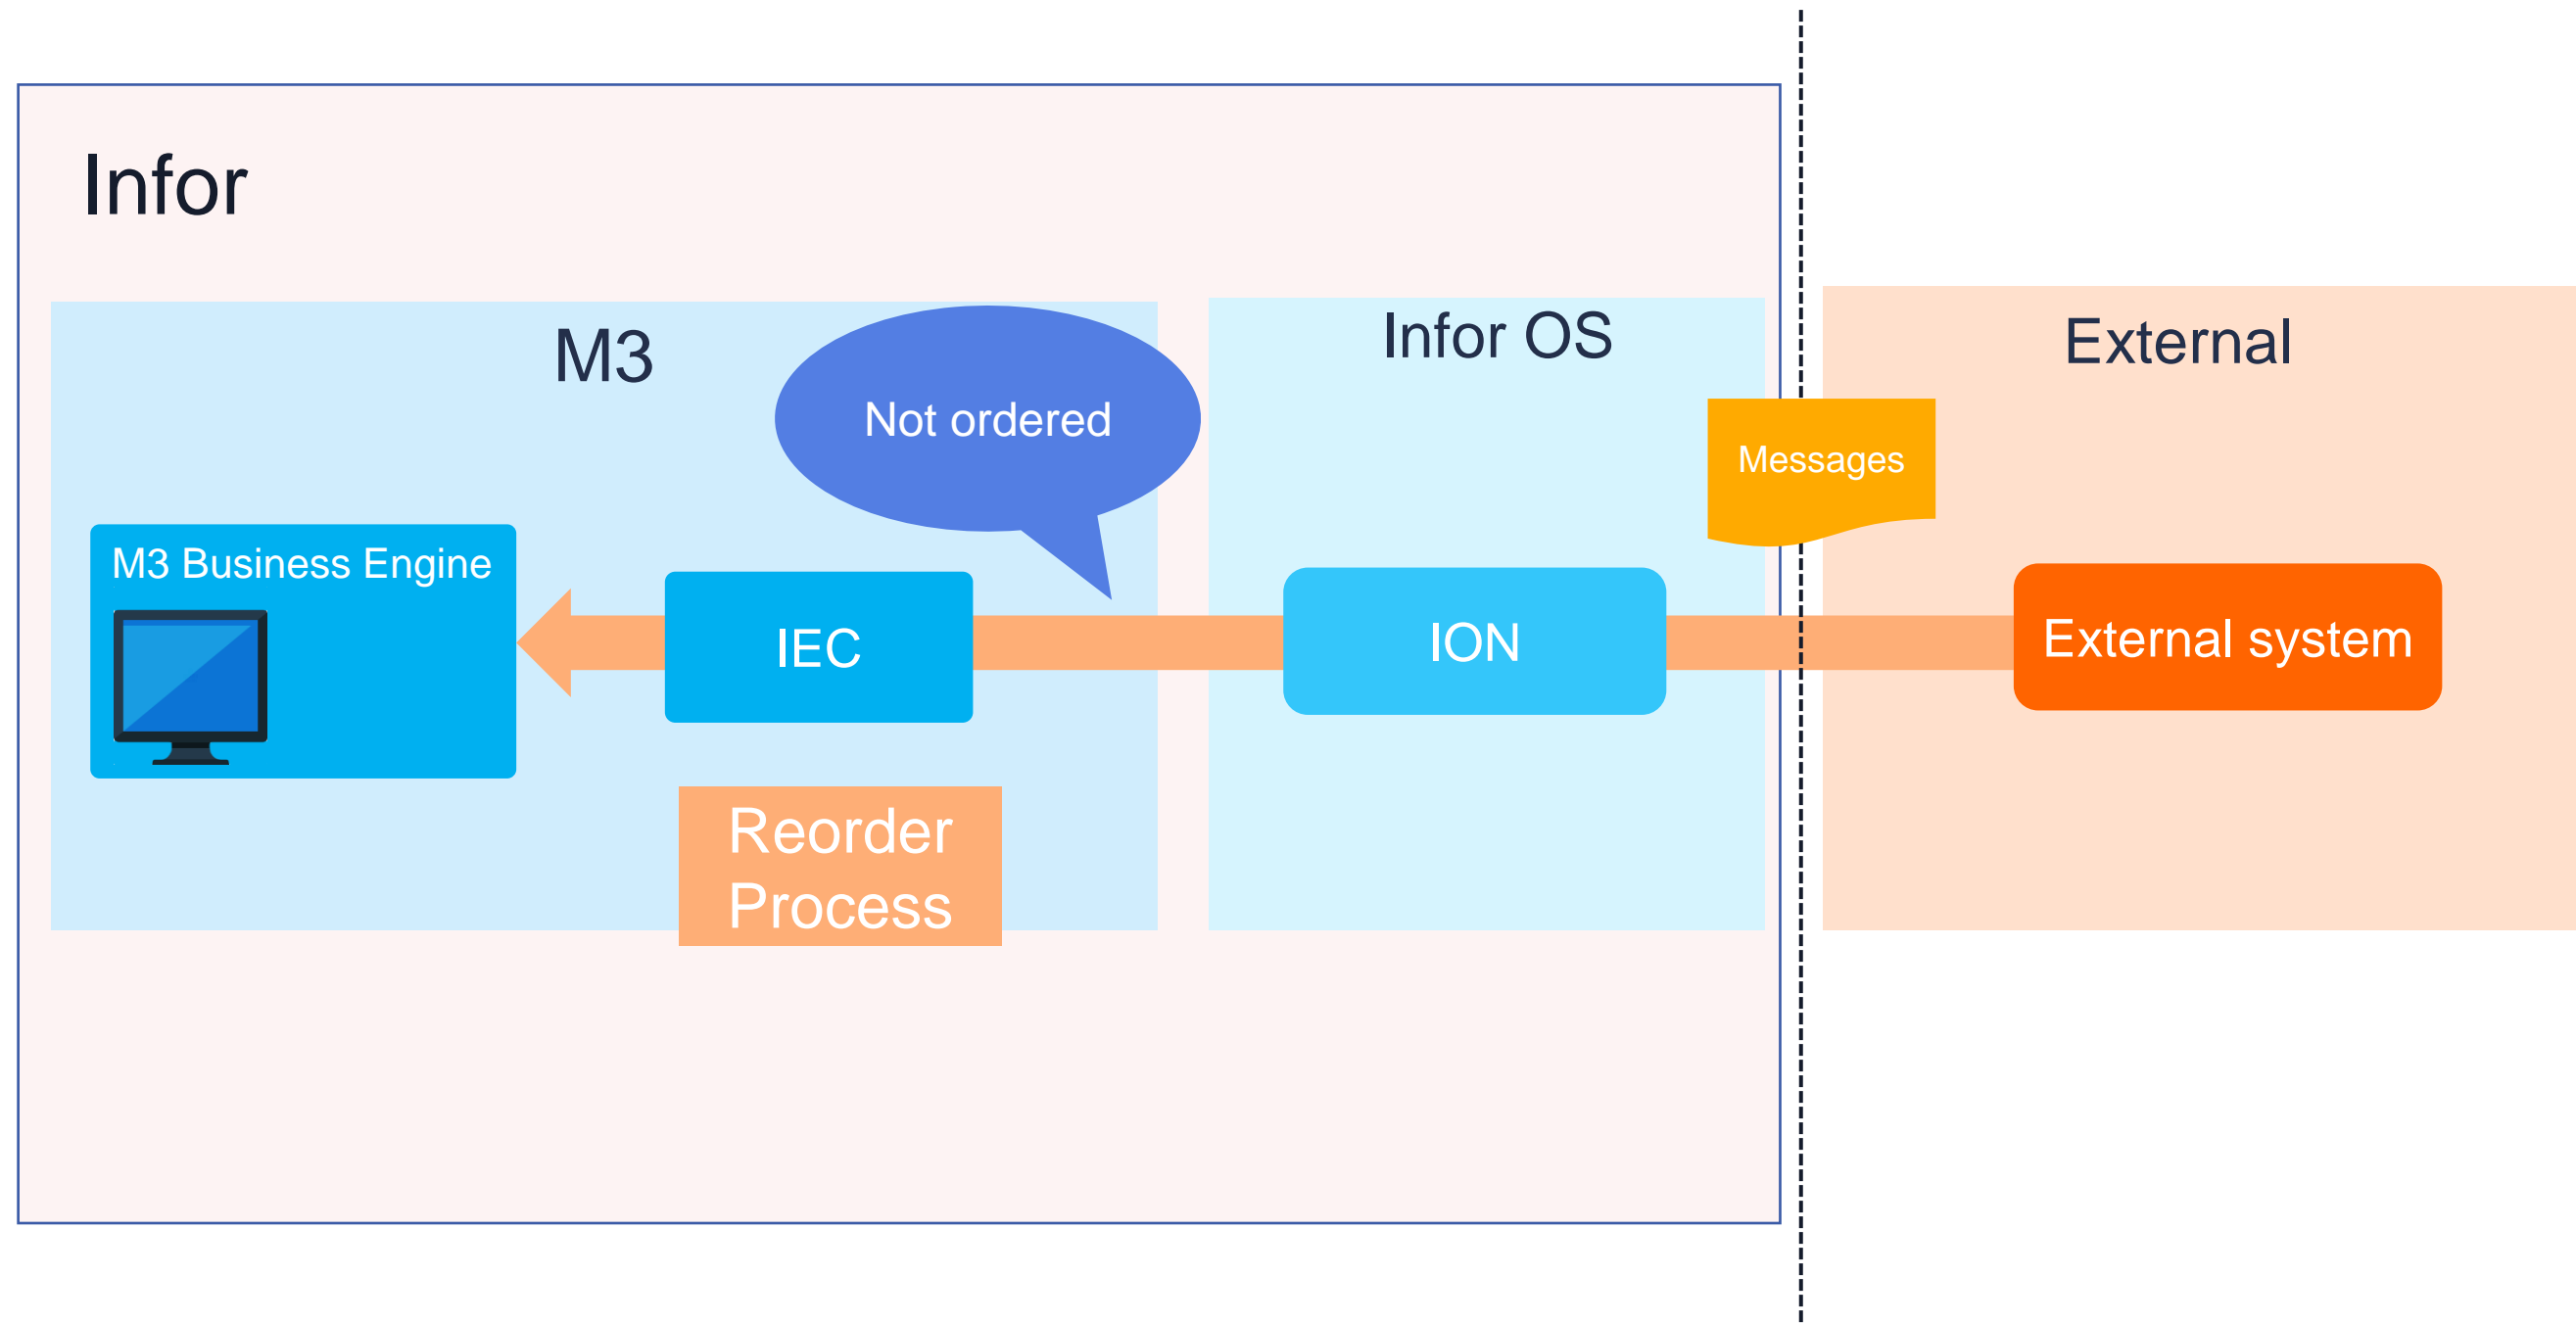 Infor
M3
Not ordered
Infor OS
External
Messages
M3 Business Engine
IEC
ION
External system
Reorder
Process